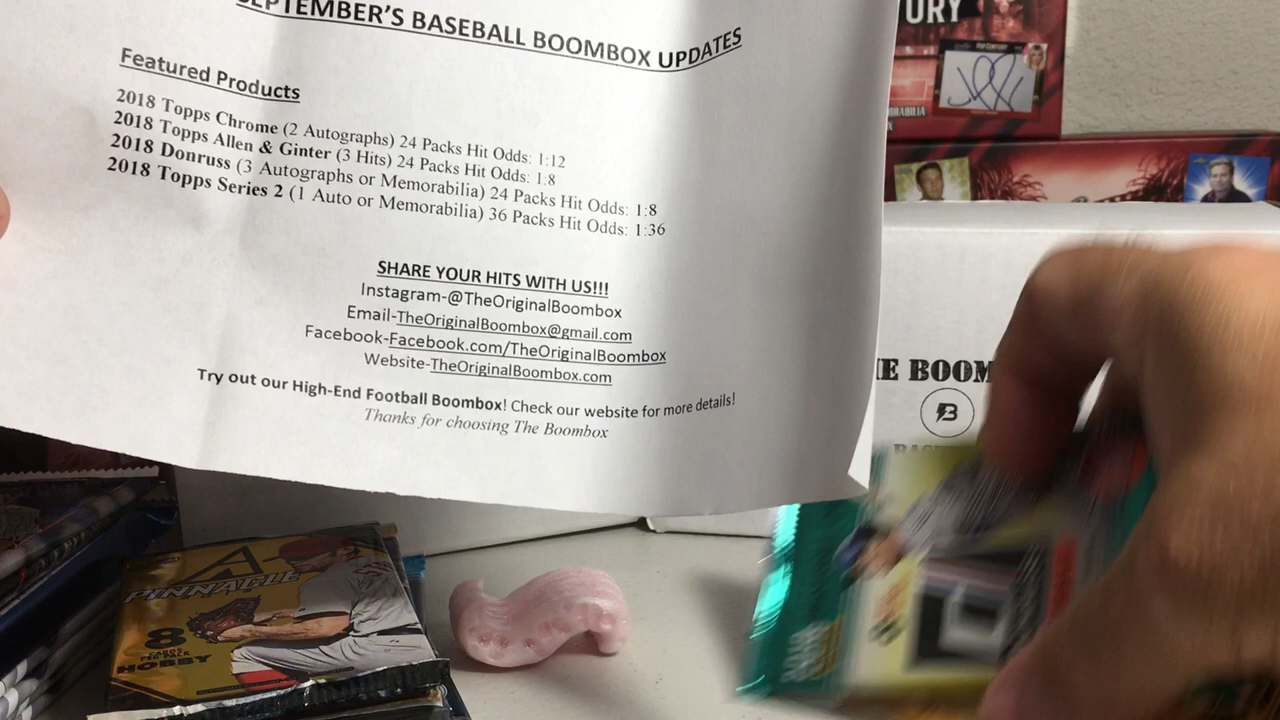 SEPTEMBER'S BASEBALL BOOMBOX UPDATES
Featured Products
2018 Topps Chrome (2 Autographs) 24 Packs Hit Odds: 1:12
2018 Topps Allen & Ginter (3 Hits) 24 Packs Hit Odds: 1:8
2018 Donruss (3 Autographs or Memorabilia) 24 Packs Hit Odds: 1:8
2018 Topps Series 2 (1 Auto or Memorabilia) 36 Packs Hit Odds: 1:36
SHARE YOUR HITS WITH US!!!
Instagram-@TheOriginalBoombox
Email-TheOriginalBoombox@gmail.com
Facebook-Facebook.com/TheOriginalBoombox
Website-TheOriginalBoombox.com
Try out our High-End Football Boombox! Check our website for more details!
Thanks for choosing The Boombox
URY
E BOOM
B
PINNACLE
8
CARDS
PER PACK
HOBBY